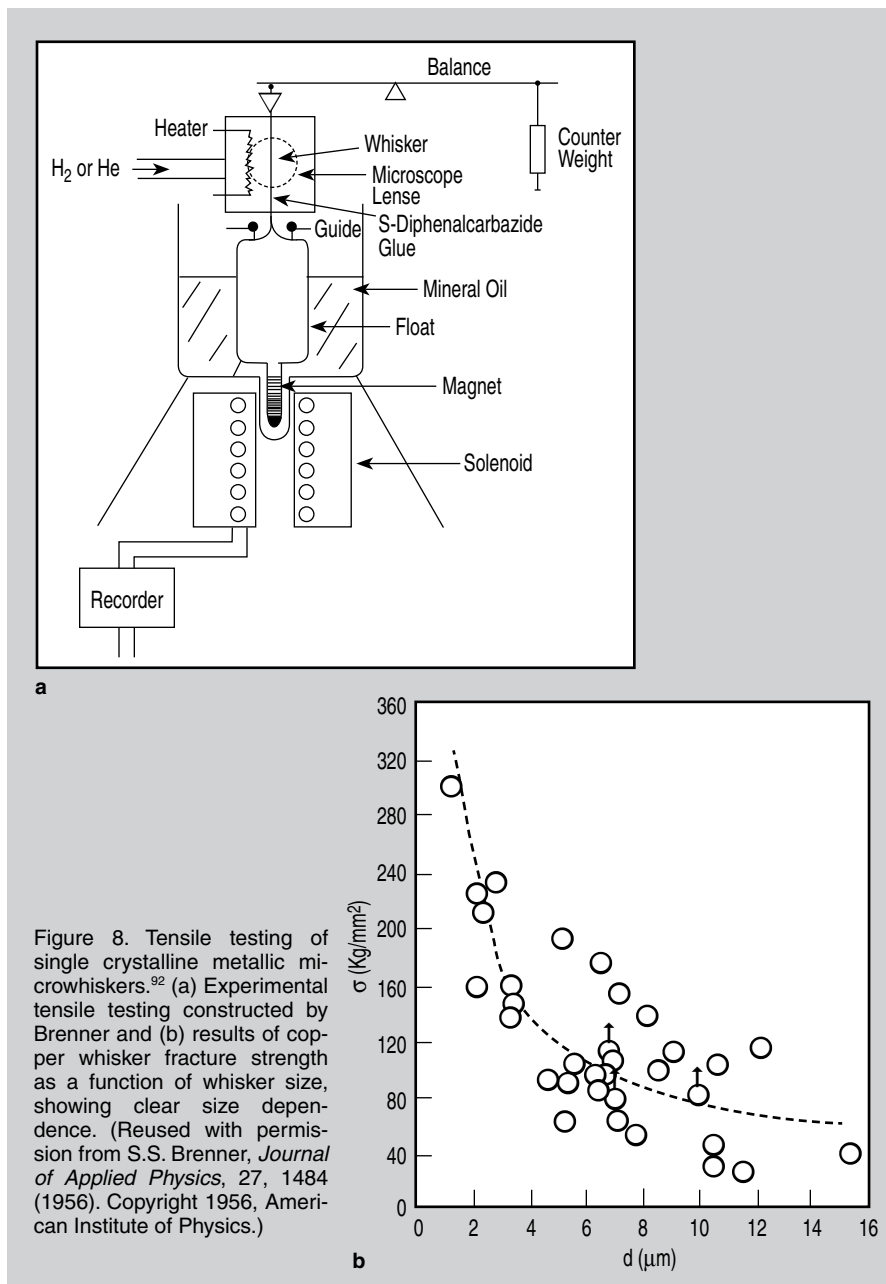 Balance
Heater
Whisker
Counter
Weight
H2 or He
Microscope
Lense
Guide
S-Diphenalcarbazide
Glue
Mineral Oil
Float
Magnet
Solenoid
Recorder
a
Figure 8. Tensile testing of
single crystalline metallic mi-
crowhiskers.92 (a) Experimental
tensile testing constructed by
Brenner and (b) results of cop-
per whisker fracture strength
as a function of whisker size,
showing clear size depen-
dence. (Reused with permis-
sion from S.S. Brenner, Journal
of Applied Physics, 27, 1484
(1956). Copyright 1956, Ameri-
can Institute of Physics.)
360
320
280
240
200
160
120
80
40
0
σ (Kg/mm2)
0 2 4 6 8 10 12 14 16
d (μm)
b